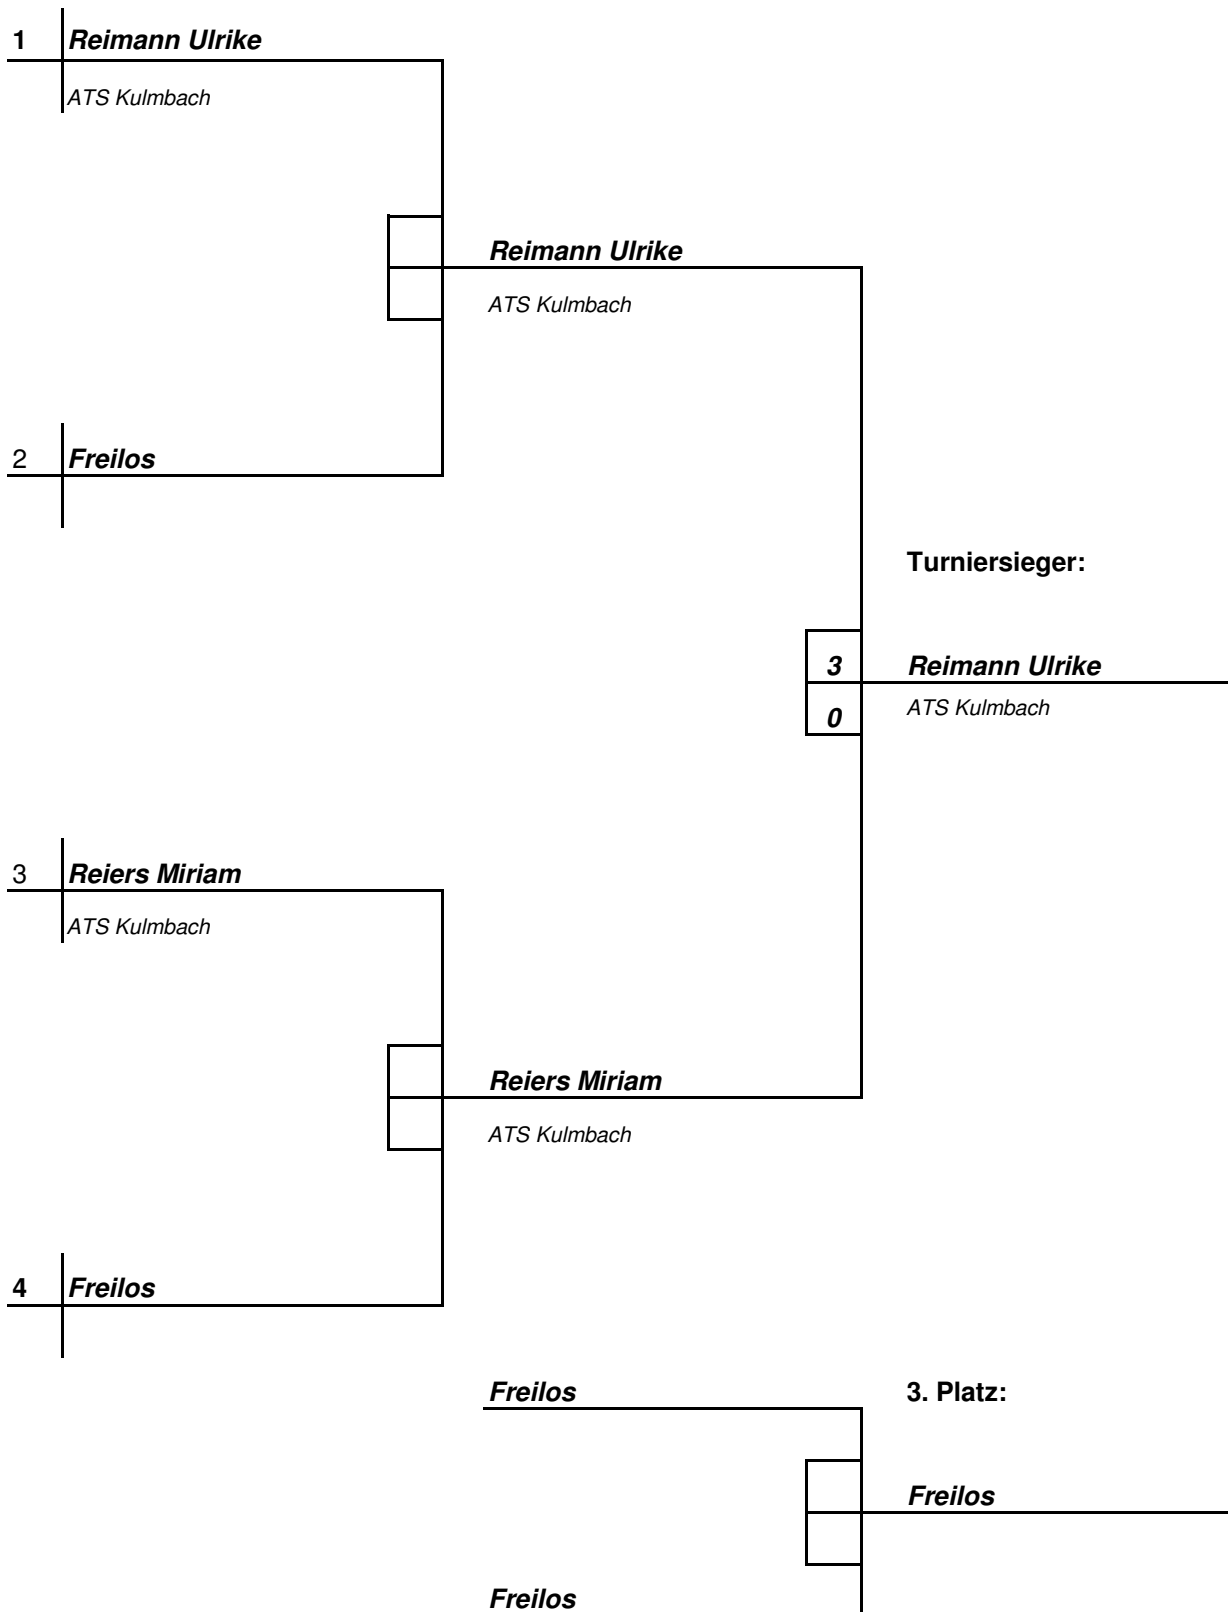 1 Reimann Ulrike
ATS Kulmbach
Reimann Ulrike
ATS Kulmbach
2 Freilos
Turniersieger:
3 Reimann Ulrike
0 ATS Kulmbach
3 Reiers Miriam
ATS Kulmbach
Reiers Miriam
ATS Kulmbach
4 Freilos
Freilos 3. Platz:
Freilos
Freilos